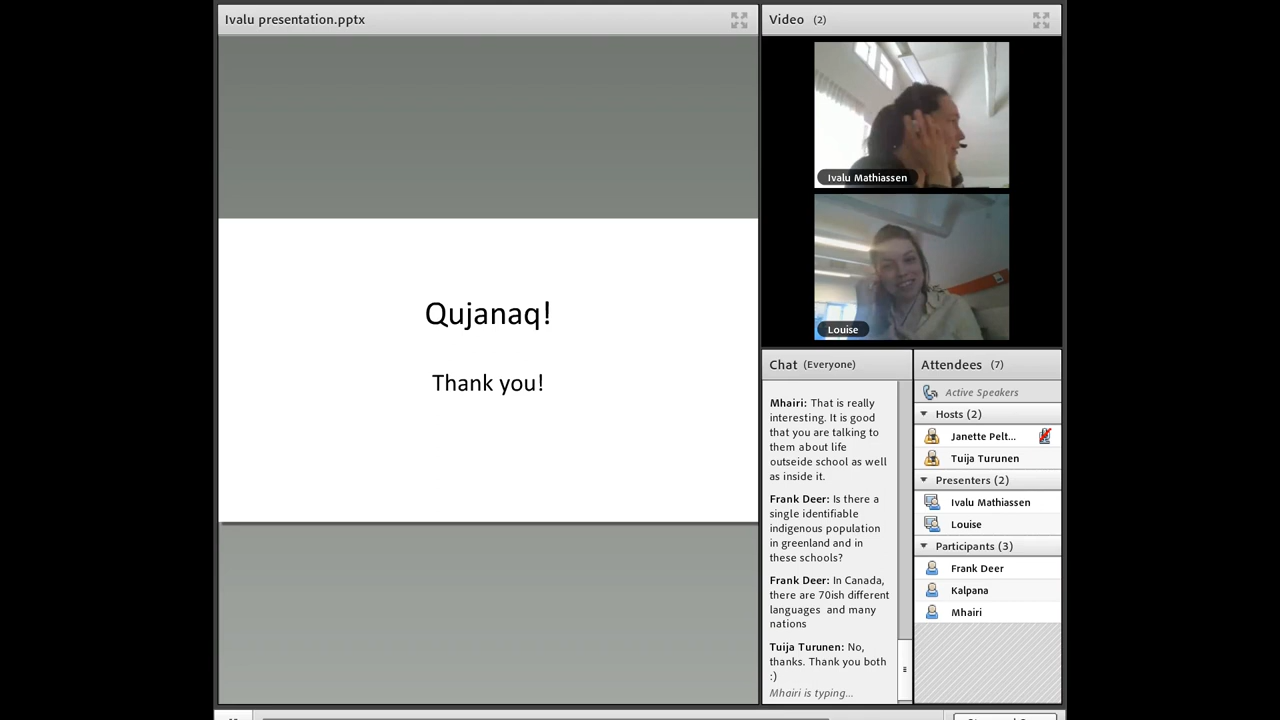 Ivalu presentation.pptx
Qujanaq!
Thank you!
Video (2)
Ivalu Mathiassen
Louise
Chat (Everyone)
Mhairi: That is really
interesting. It is good
that you are talking to
them about life
outseide school as well
as inside it.
Frank Deer: Is there a
single identifiable
indigenous population
in greenland and in
these schools?
Frank Deer: In Canada,
there are 70ish different
languages and many
nations
Tuija Turunen: No,
thanks. Thank you both
:)
Mhairi is typing...
Attendees (7)
Active Speakers
Hosts (2)
Janette Pelt...
Tuija Turunen
Presenters (2)
Ivalu Mathiassen
Louise
Participants (3)
Frank Deer
Kalpana
Mhairi